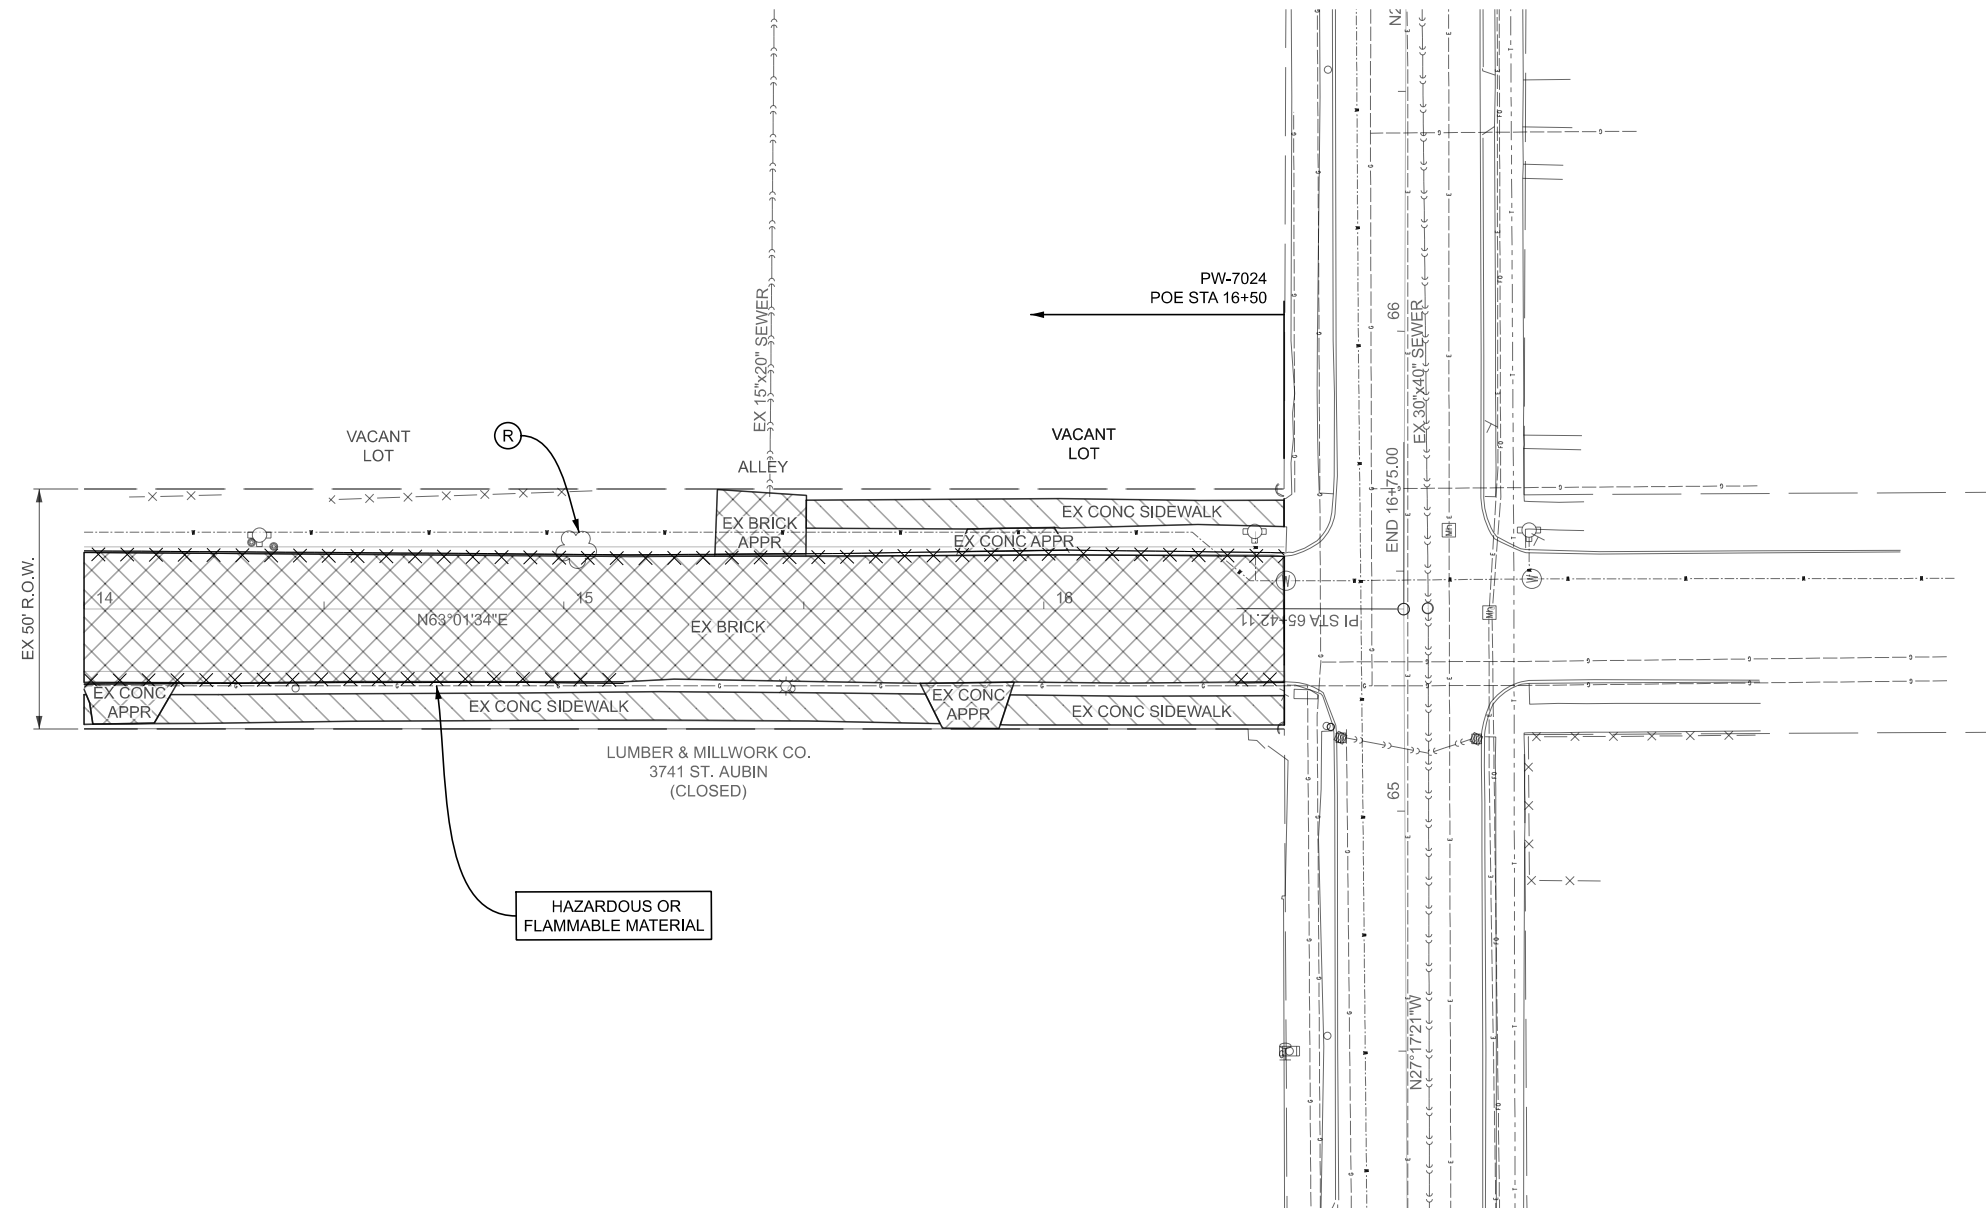 N2
PW-7024
POE STA 16+50
66
EX 15"x20" SEWER
EX 30"x40" SEWER
VACANT
LOT
R
VACANT
LOT
END 16+75.00
ALLEY
EX CONC SIDEWALK
EX BRICK
APPR
EX CONC APPR
Mh
W
W
EX 50' R.O.W.
14
15
16
N63°01'34"E
EX BRICK
PI STA 65+42.11
Mh
EX CONC
APPR
EX CONC SIDEWALK
EX CONC
APPR
EX CONC SIDEWALK
LUMBER & MILLWORK CO.
3741 ST. AUBIN
(CLOSED)
65
HAZARDOUS OR
FLAMMABLE MATERIAL
N27°17'21"W